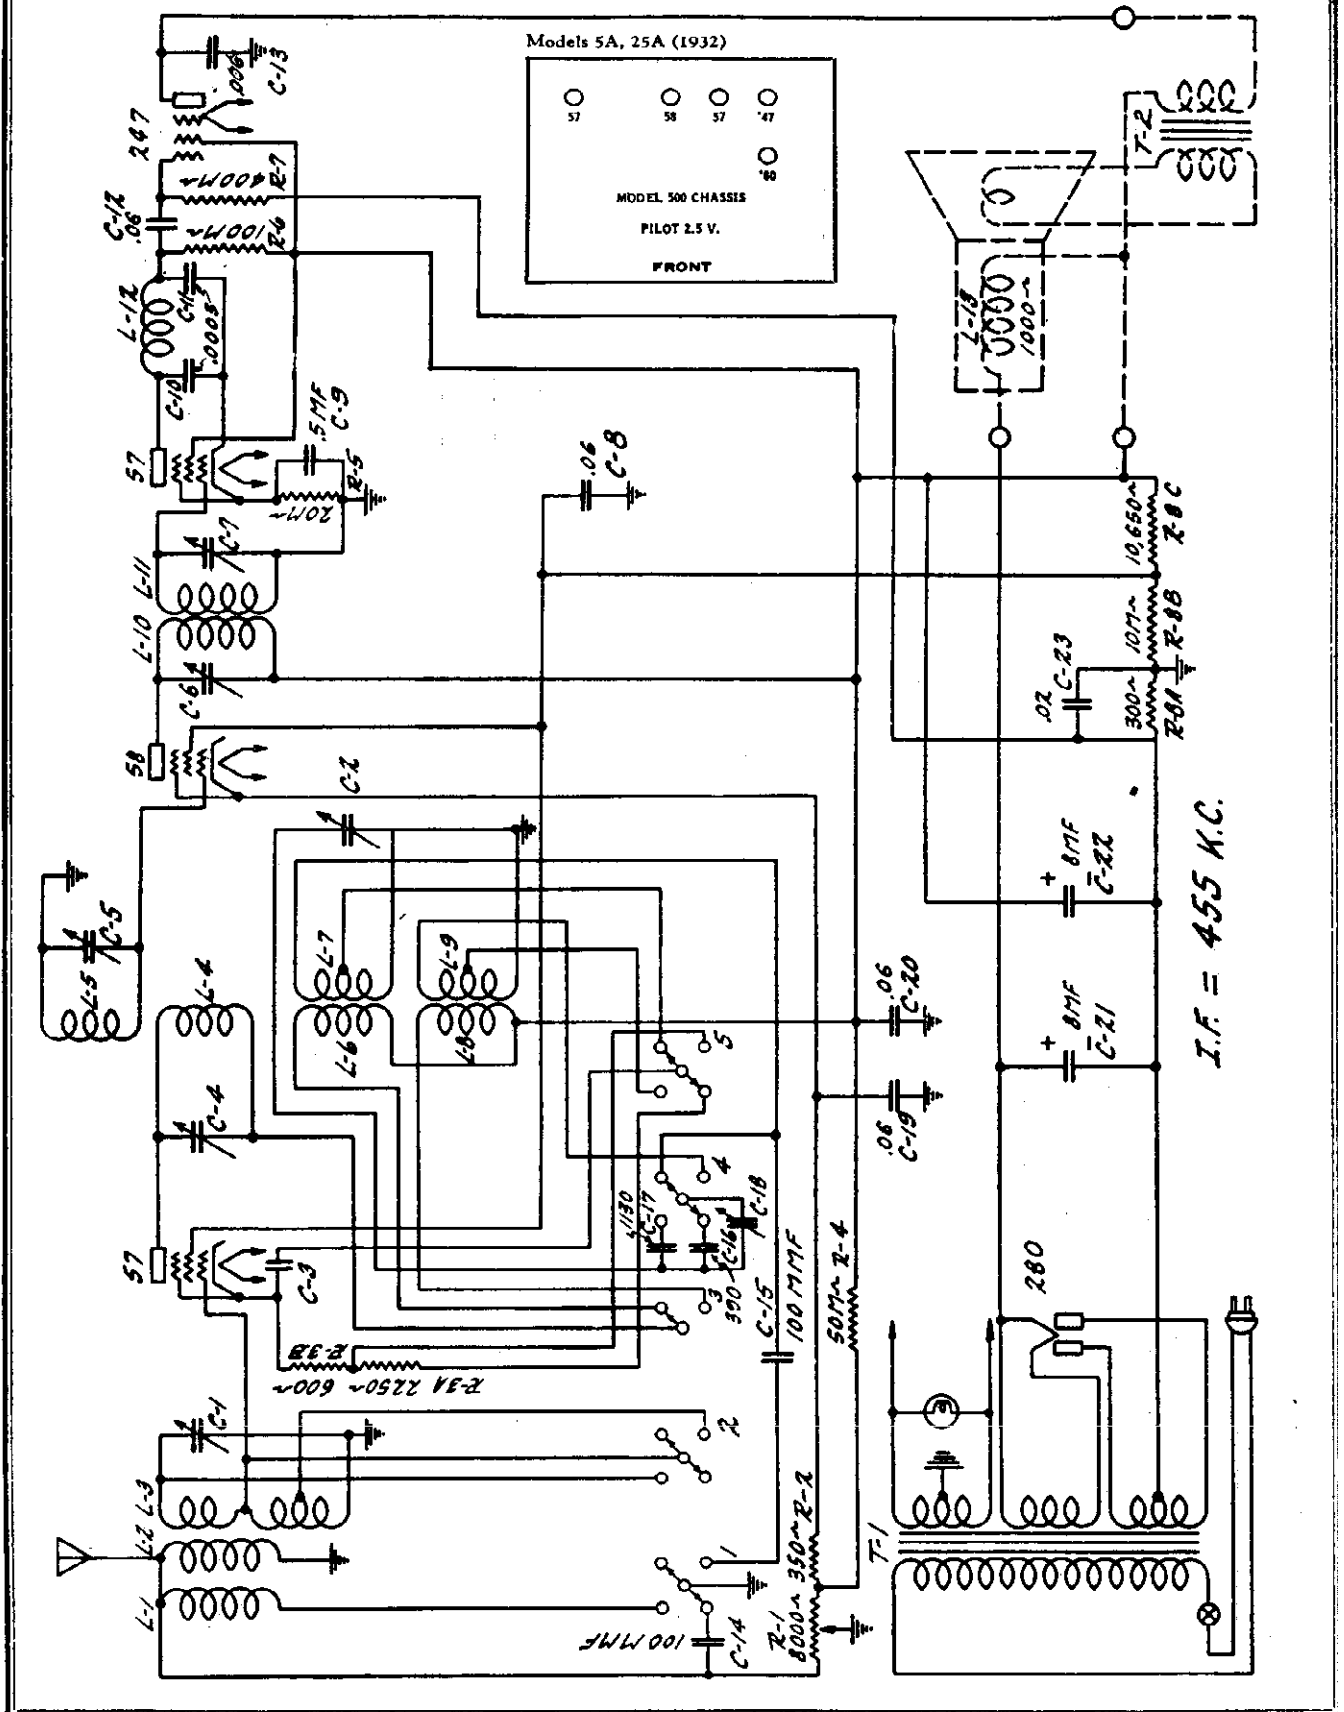 Models 5A, 25A (1932)
57
58
57
'47
'80
MODEL 500 CHASSIS
PILOT 2.5 V.
FRONT
.006
C-13
247
C-12
.06
400M~
R-7
100M~
R-6
L-12
C-11
.0005
C-10
57
.5MF
C-9
R-5
20M~
C-7
L-11
L-10
C-6
58
.06
C-8
C-2
C-5
L-5
L-4
C-4
L-7
L-6
L-9
L-8
57
C-3
R-3B
600~
2250~
R-3A
C-1
L-3
L-2
L-1
1
2
3
4
5
C-17
390
C-16
C-18
C-15
100MMF
50M~ R-4
350~ R-2
R-1
8000~
100MMF
C-14
.06
C-19
.06
C-20
T-2
L-13
1000~
10,650~
R-8C
10M~
R-8B
300~
R-8A
.02
C-23
+
8MF
C-22
+
8MF
C-21
280
T-1
I.F. = 455 K.C.